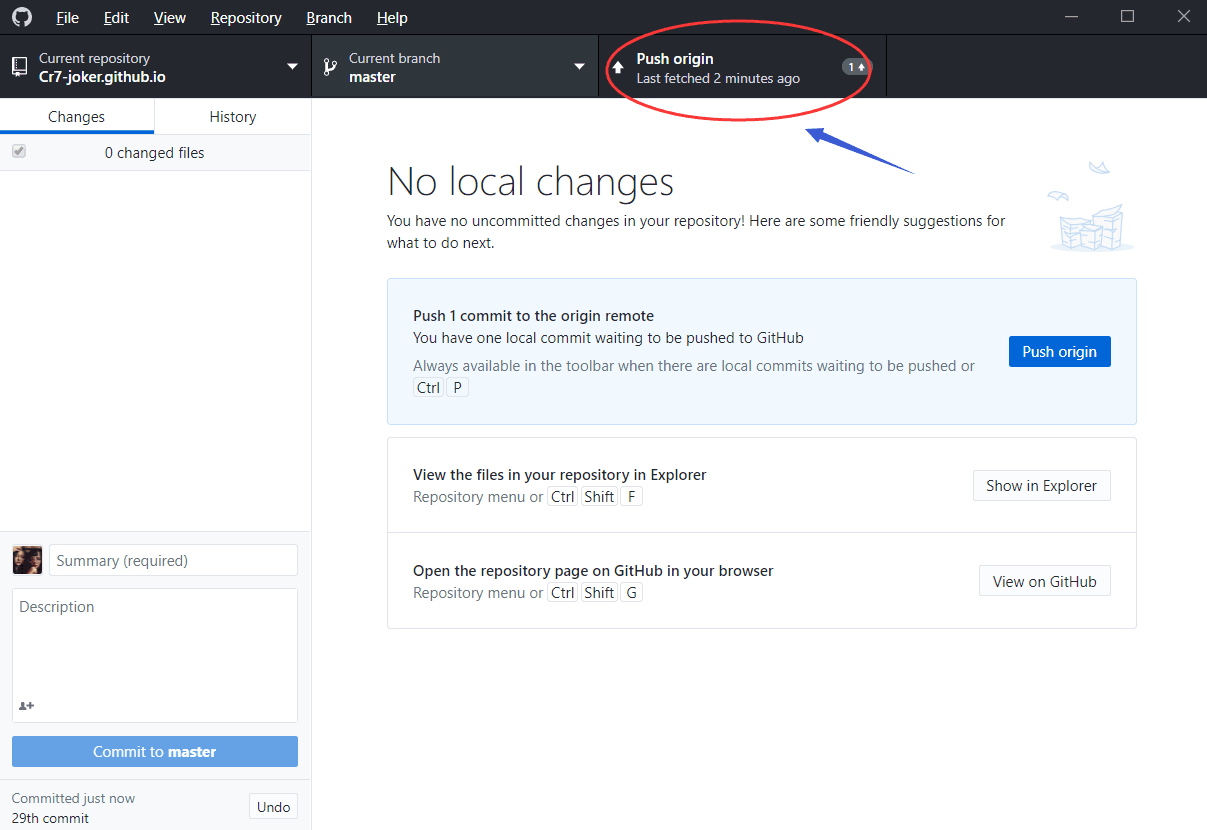 File Edit View Repository Branch Help
Current repository
Cr7-joker.github.io
Current branch
master
Push origin
Last fetched 2 minutes ago
1
Changes
History
0 changed files
No local changes
You have no uncommitted changes in your repository! Here are some friendly suggestions for
what to do next.
Push 1 commit to the origin remote
You have one local commit waiting to be pushed to GitHub
Always available in the toolbar when there are local commits waiting to be pushed or
Ctrl P
Push origin
View the files in your repository in Explorer
Repository menu or Ctrl Shift F
Show in Explorer
Open the repository page on GitHub in your browser
Repository menu or Ctrl Shift G
View on GitHub
Summary (required)
Description
Commit to master
Committed just now
29th commit
Undo